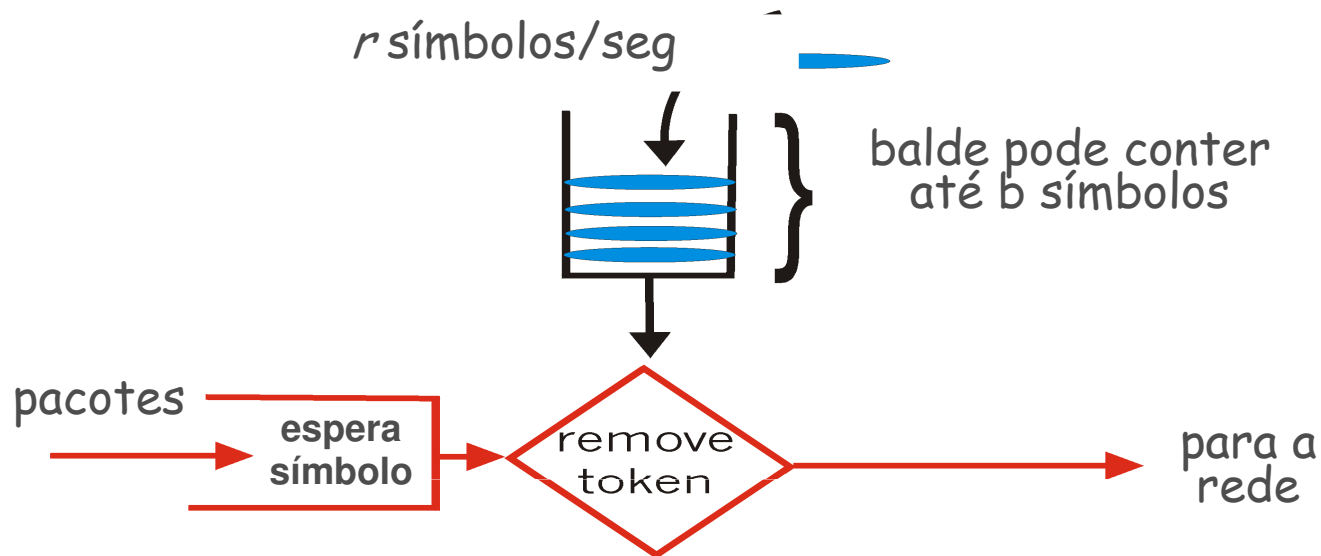 r símbolos/seg
balde pode conter
até b símbolos
pacotes
espera
símbolo
remove
token
para a
rede